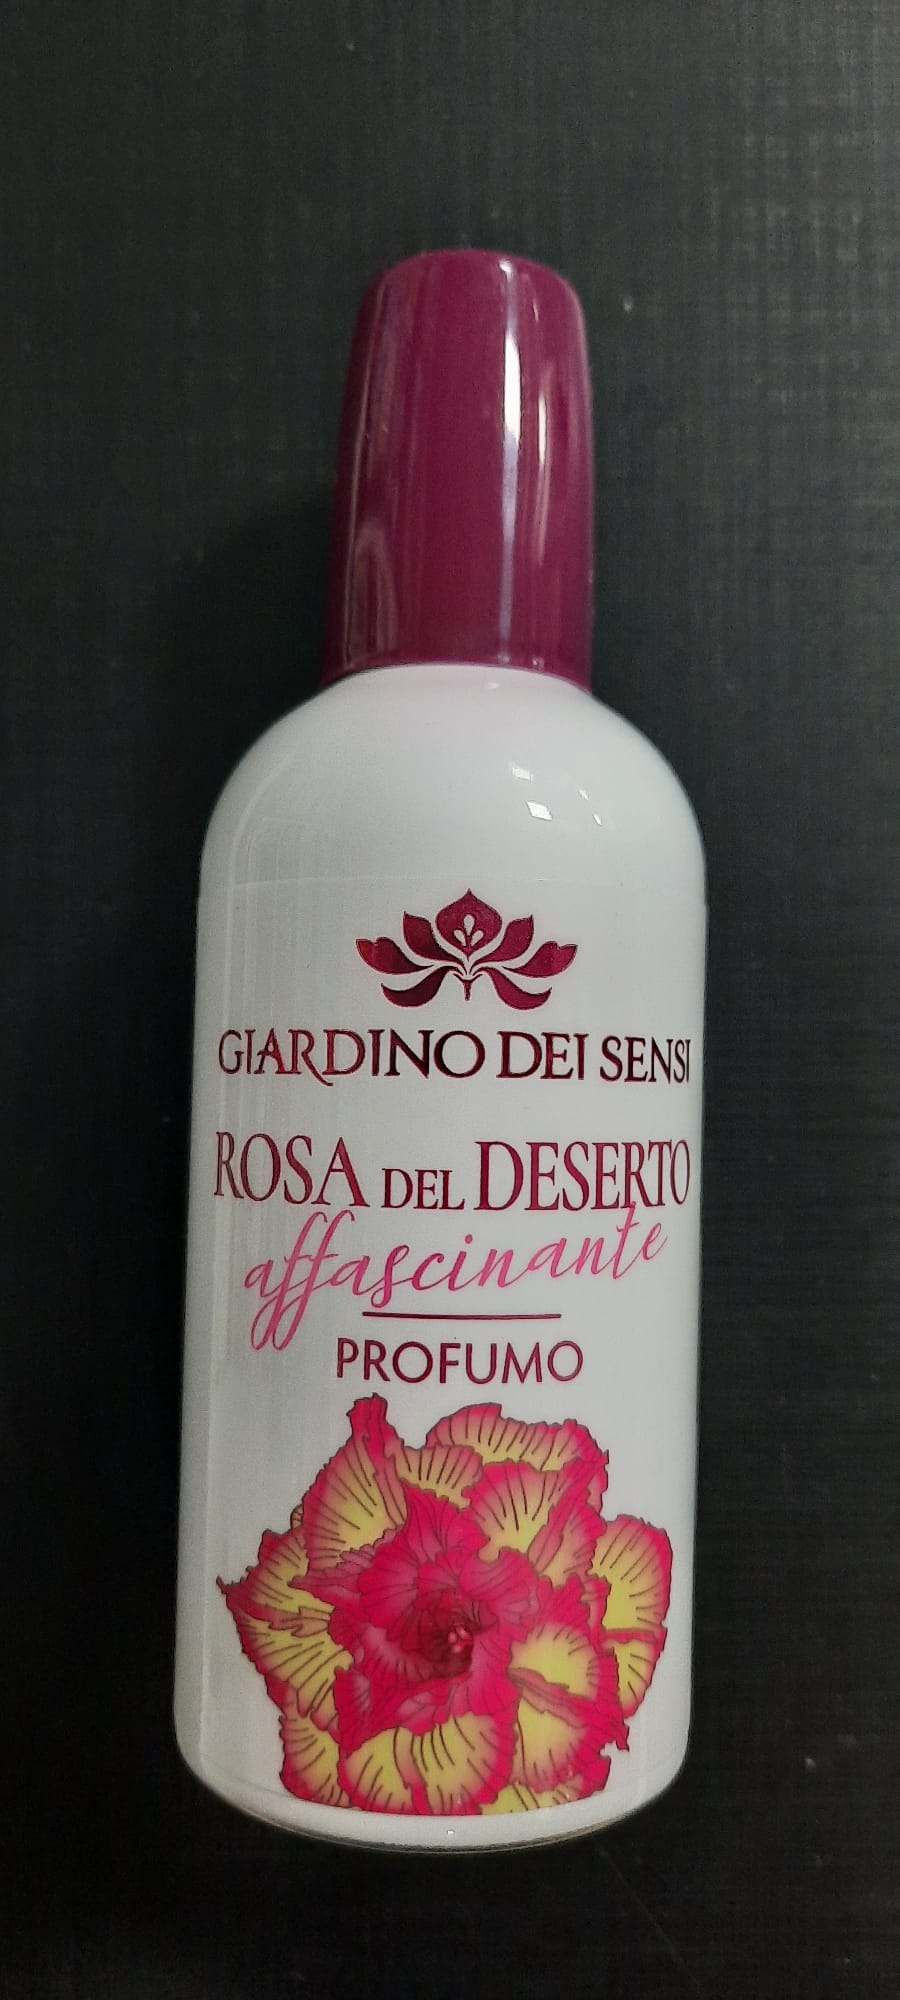 GIARDINO DEI SENSI
ROSA DEL DESERTO
affascinante
PROFUMO